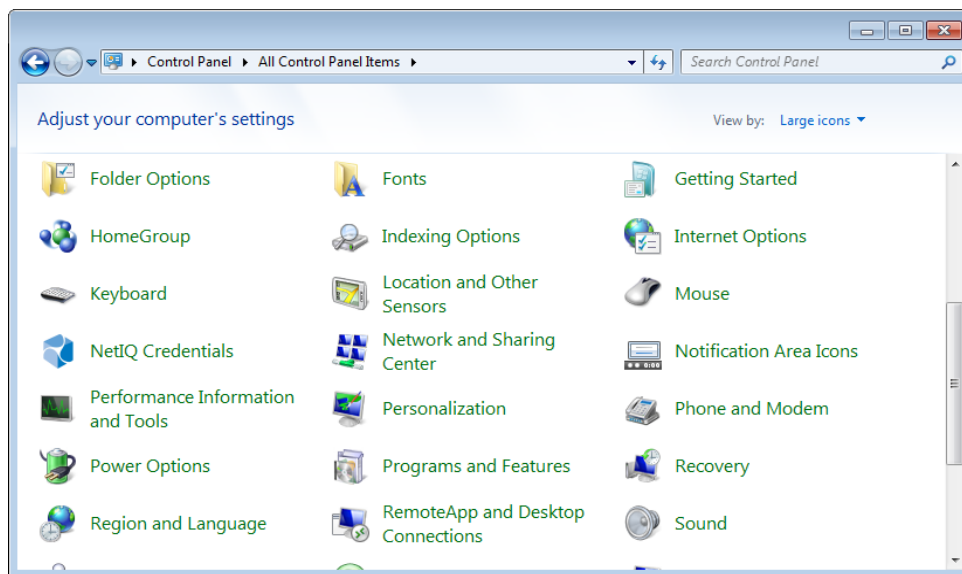 Control Panel ▸ All Control Panel Items ▸
Search Control Panel
Adjust your computer's settings
View by: Large icons
Folder Options
Fonts
Getting Started
HomeGroup
Indexing Options
Internet Options
Keyboard
Location and Other
Sensors
Mouse
NetIQ Credentials
Network and Sharing
Center
Notification Area Icons
Performance Information
and Tools
Personalization
Phone and Modem
Power Options
Programs and Features
Recovery
Region and Language
RemoteApp and Desktop
Connections
Sound